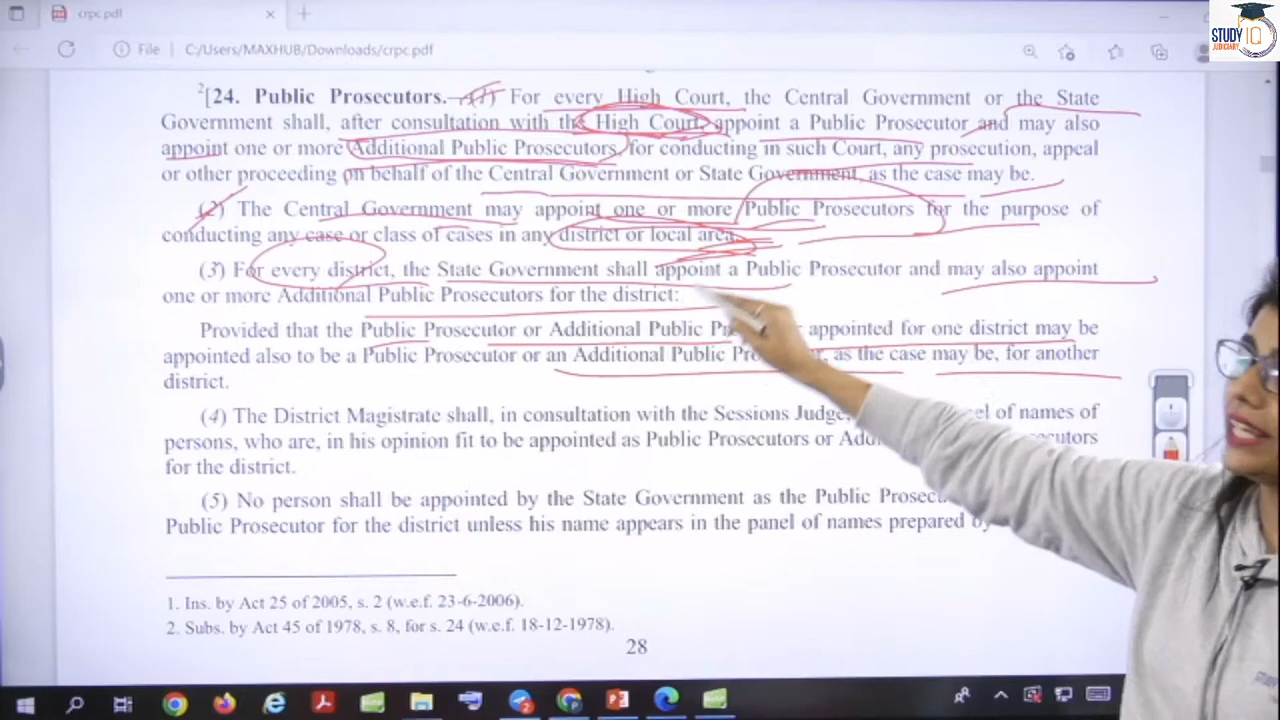 crpc.pdf
File
C:/Users/MAXHUB/Downloads/crpc.pdf
STUDY IQ
JUDICIARY
2[24. Public Prosecutors.—(1) For every High Court, the Central Government or the State
Government shall, after consultation with the High Court, appoint a Public Prosecutor and may also
appoint one or more Additional Public Prosecutors, for conducting in such Court, any prosecution, appeal
or other proceeding on behalf of the Central Government or State Government, as the case may be.
(2) The Central Government may appoint one or more Public Prosecutors for the purpose of
conducting any case or class of cases in any district or local area.
(3) For every district, the State Government shall appoint a Public Prosecutor and may also appoint
one or more Additional Public Prosecutors for the district:
Provided that the Public Prosecutor or Additional Public appointed for one district may be
appointed also to be a Public Prosecutor or an Additional Public as the case may be, for another
district.
(4) The District Magistrate shall, in consultation with the Sessions Judge, of names of
persons, who are, in his opinion fit to be appointed as Public Prosecutors or
for the district.
(5) No person shall be appointed by the State Government as the Public
Public Prosecutor for the district unless his name appears in the panel of names prepared by
1. Ins. by Act 25 of 2005, s. 2 (w.e.f. 23-6-2006).
2. Subs. by Act 45 of 1978, s. 8, for s. 24 (w.e.f. 18-12-1978).
28